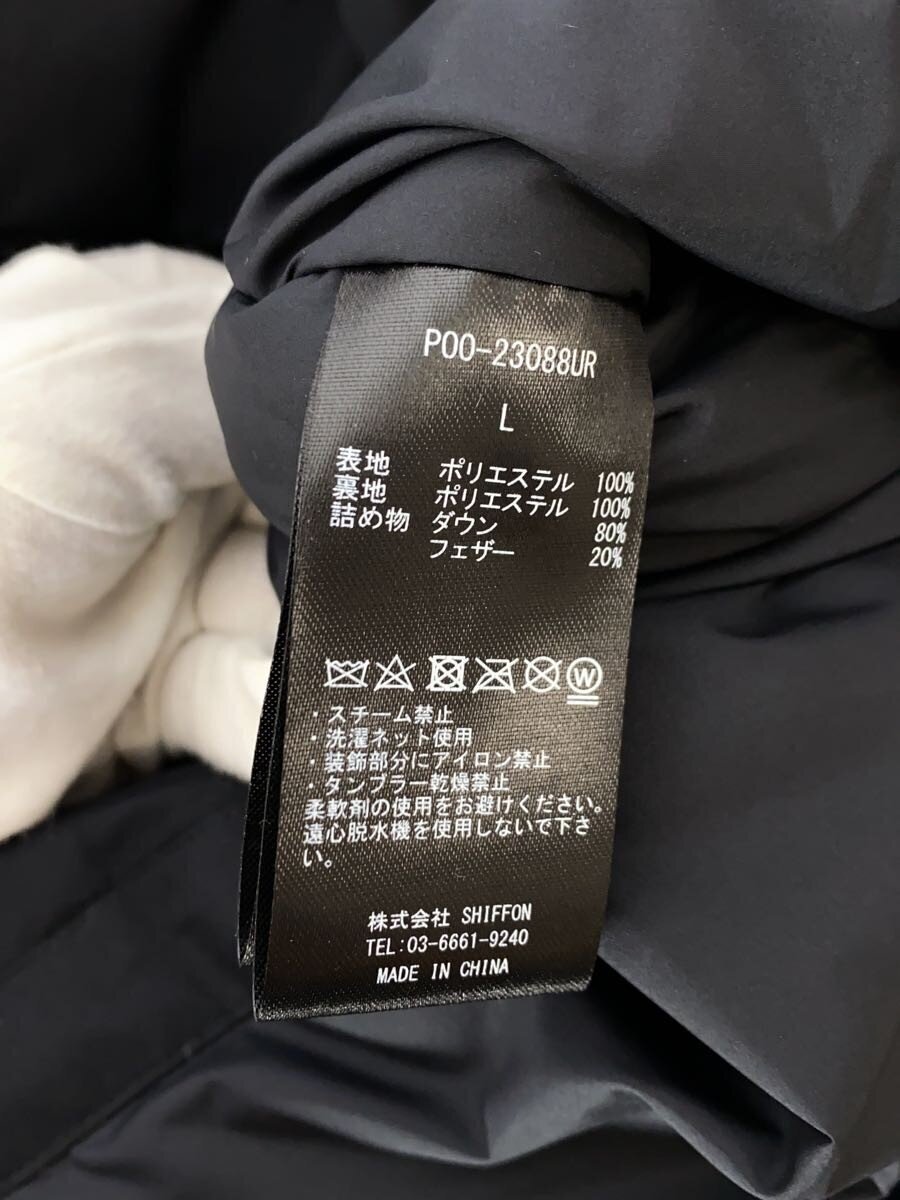 P00-23088UR
L
表地 ポリエステル 100%
裏地 ポリエステル 100%
詰め物 ダウン 80%
フェザー 20%
W
・スチーム禁止
・洗濯ネット使用
・装飾部分にアイロン禁止
・タンブラー乾燥禁止
柔軟剤の使用をお避けください。
遠心脱水機を使用しないで下さ
い。
株式会社 SHIFFON
TEL:03-6661-9240
MADE IN CHINA